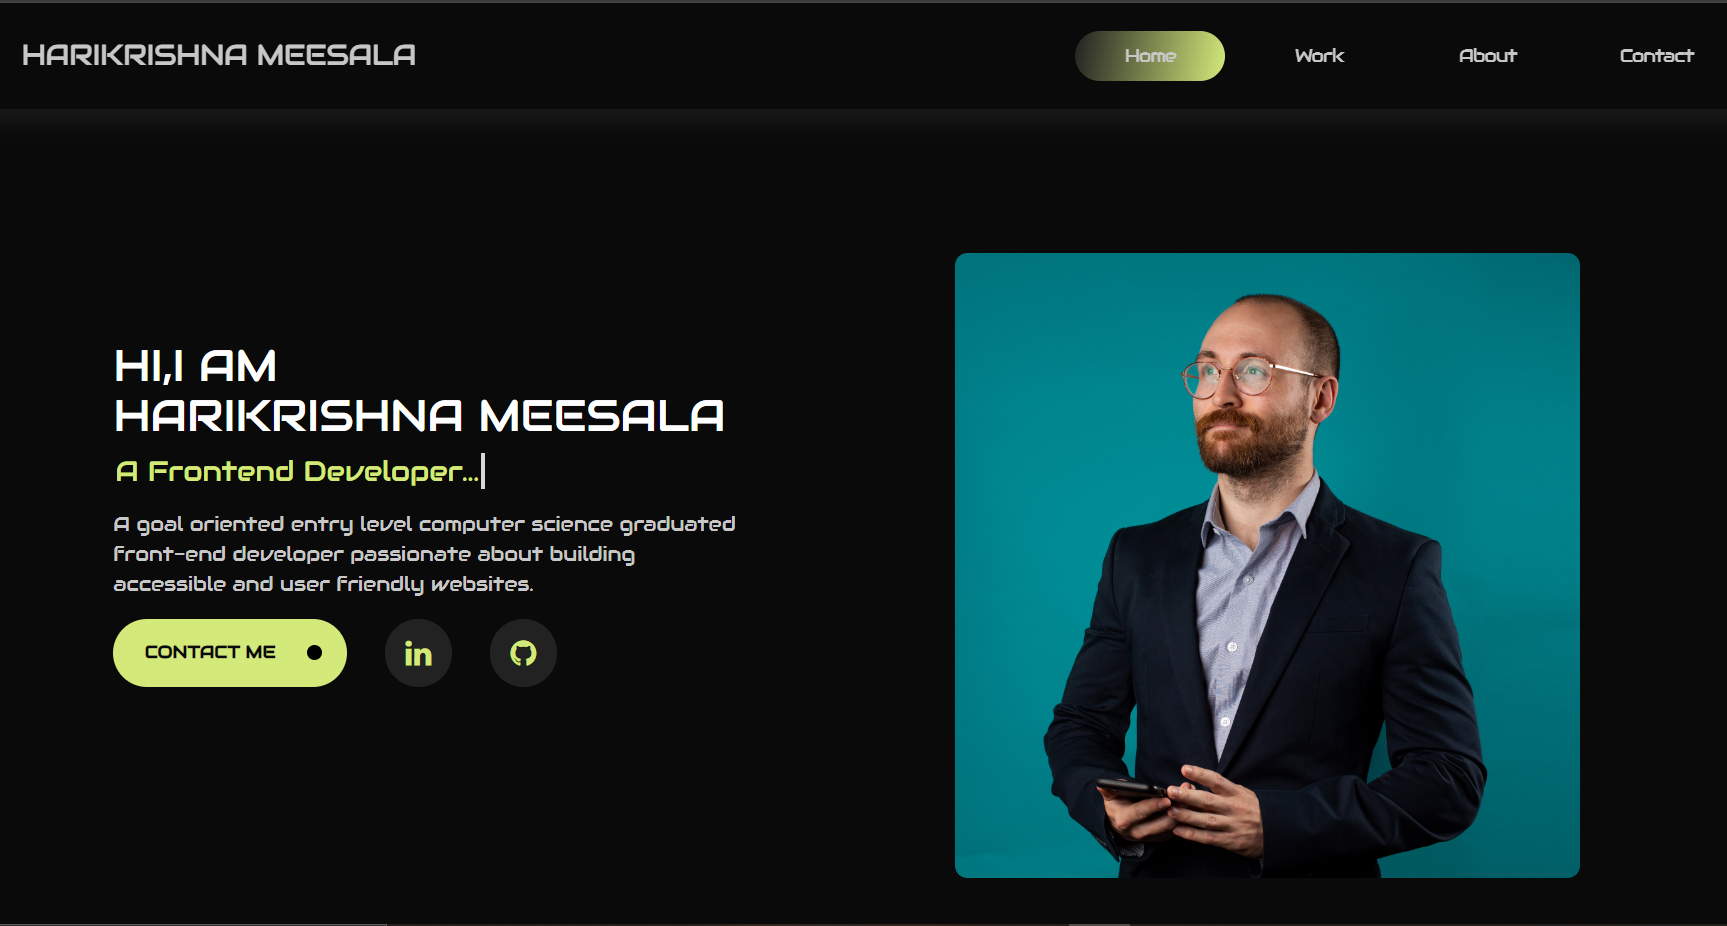 HARIKRISHNA MEESALA
Home Work About Contact
HI,I AM
HARIKRISHNA MEESALA
A Frontend Developer...
A goal oriented entry level computer science graduated
front-end developer passionate about building
accessible and user friendly websites.
CONTACT ME
in